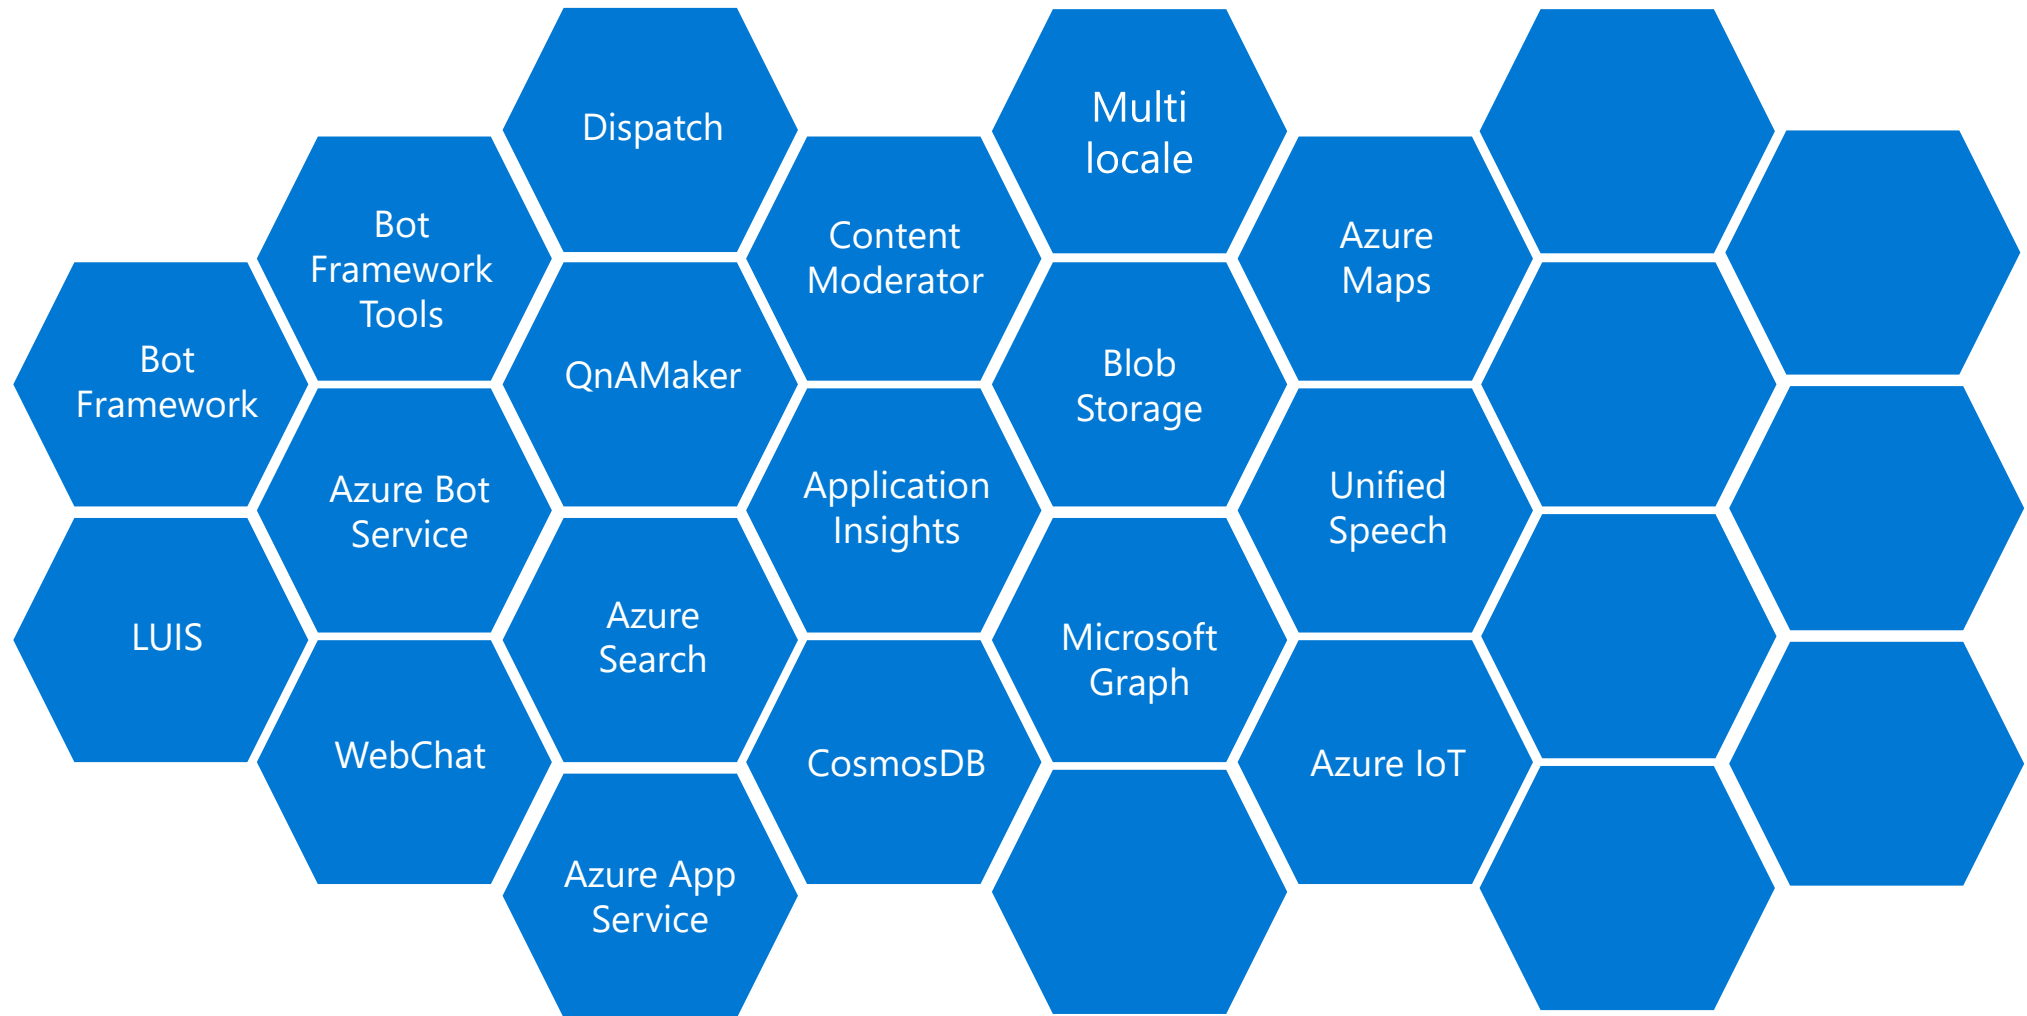 Dispatch
Multi
locale
Bot
Framework
Tools
Content
Moderator
Azure
Maps
Bot
Framework
QnAMaker
Blob
Storage
Azure Bot
Service
Application
Insights
Unified
Speech
LUIS
Azure
Search
Microsoft
Graph
WebChat
CosmosDB
Azure IoT
Azure App
Service